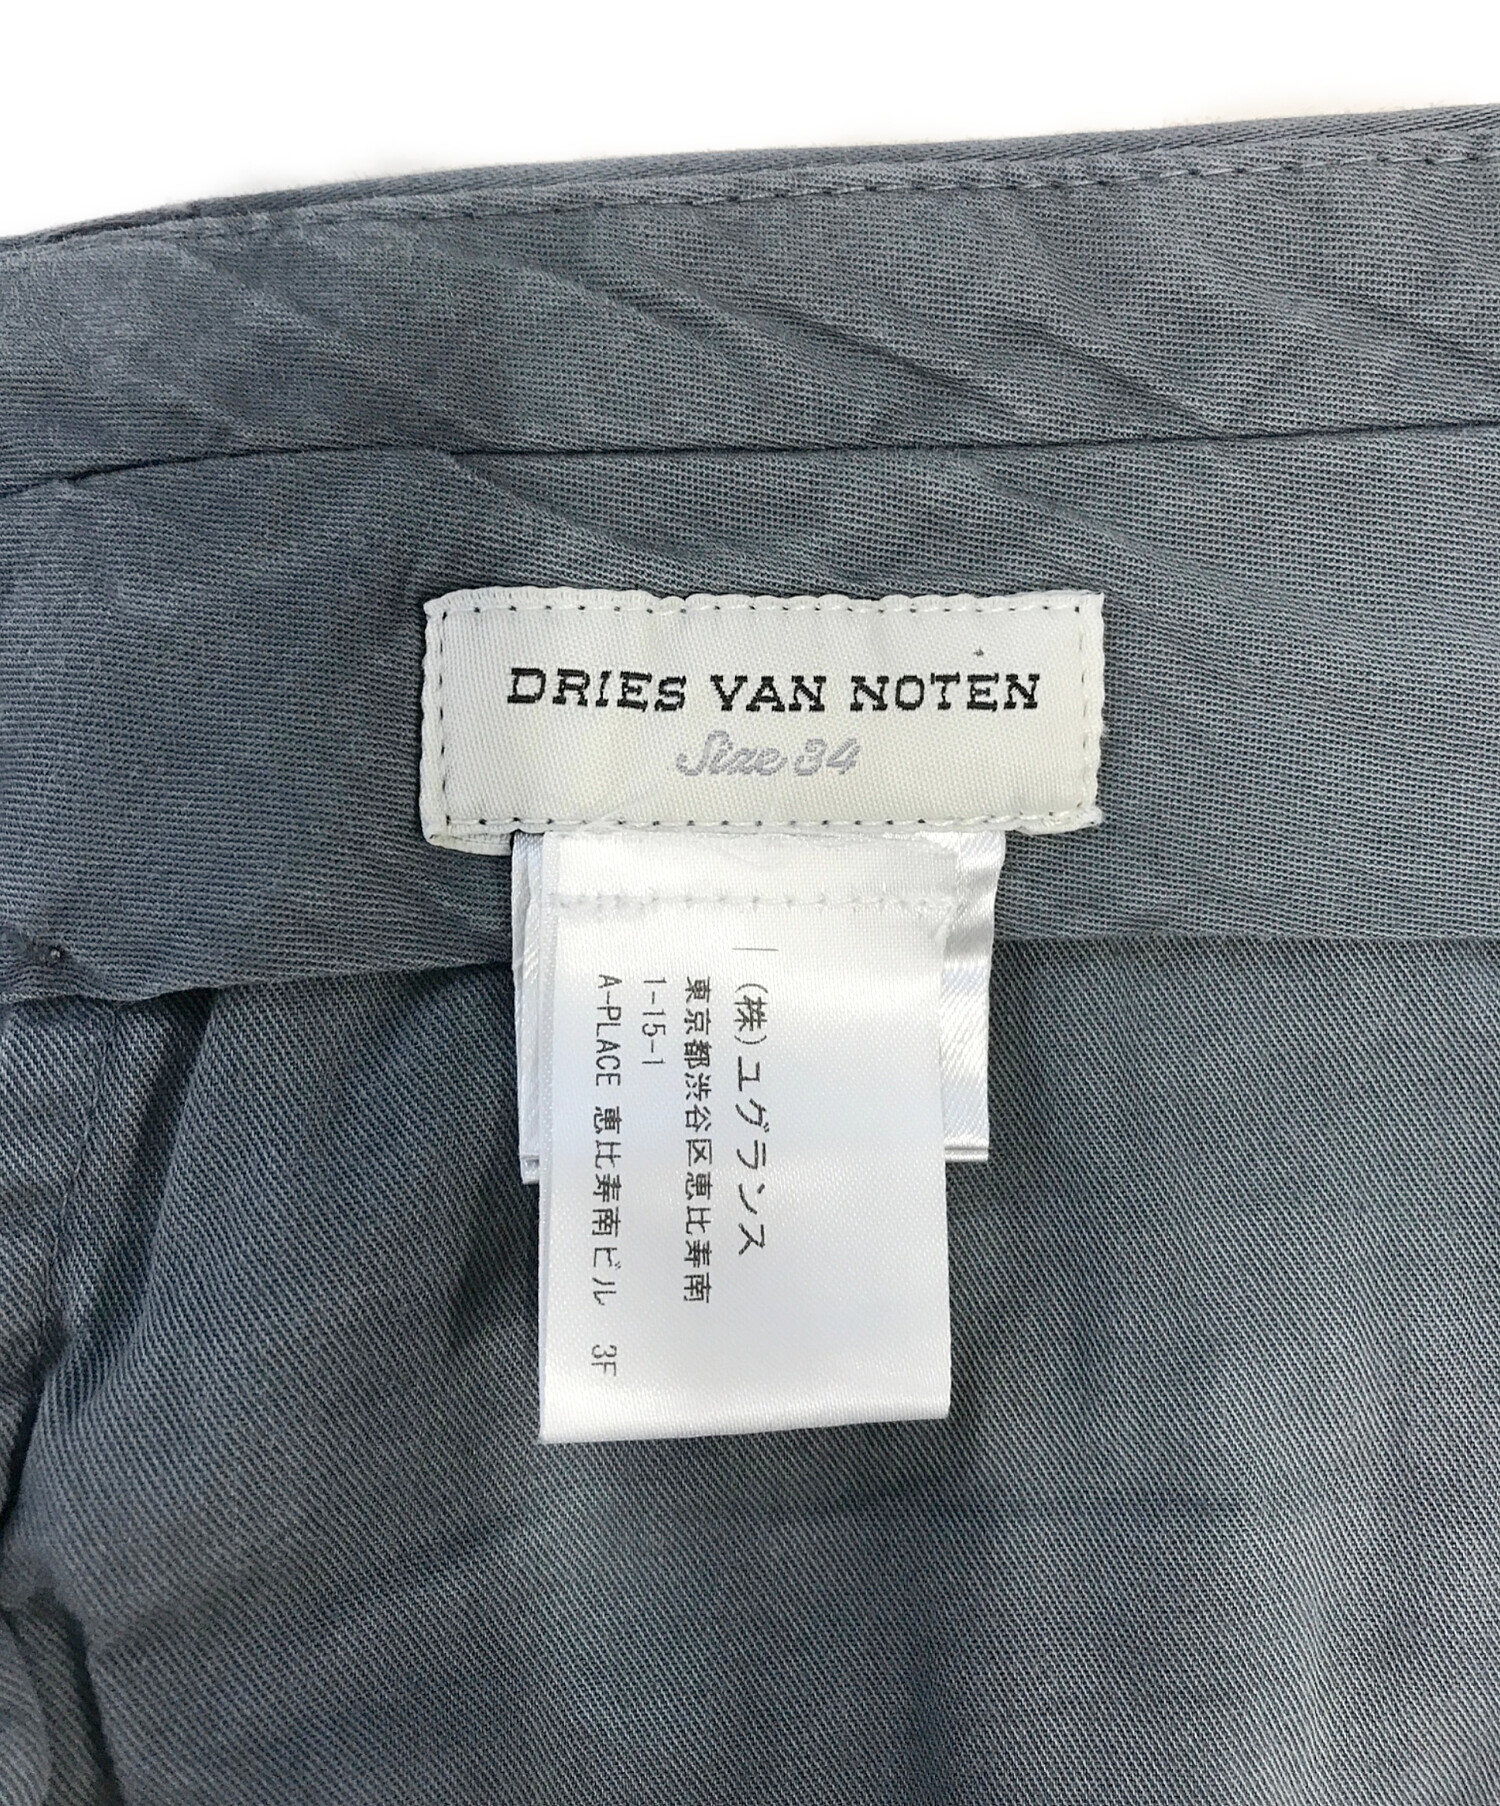 DRIES VAN NOTEN
Size 34
(株)ユグランス
東京都渋谷区恵比寿南
1-15-1
A-PLACE 恵比寿南ビル 3F